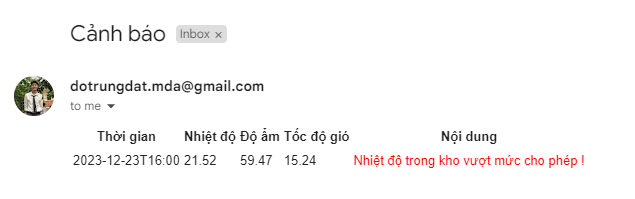 Cảnh báo Inbox ×
dotrungdat.mda@gmail.com
to me
Thời gian Nhiệt độ Độ ẩm Tốc độ gió Nội dung
2023-12-23T16:00 21.52 59.47 15.24 Nhiệt độ trong kho vượt mức cho phép !